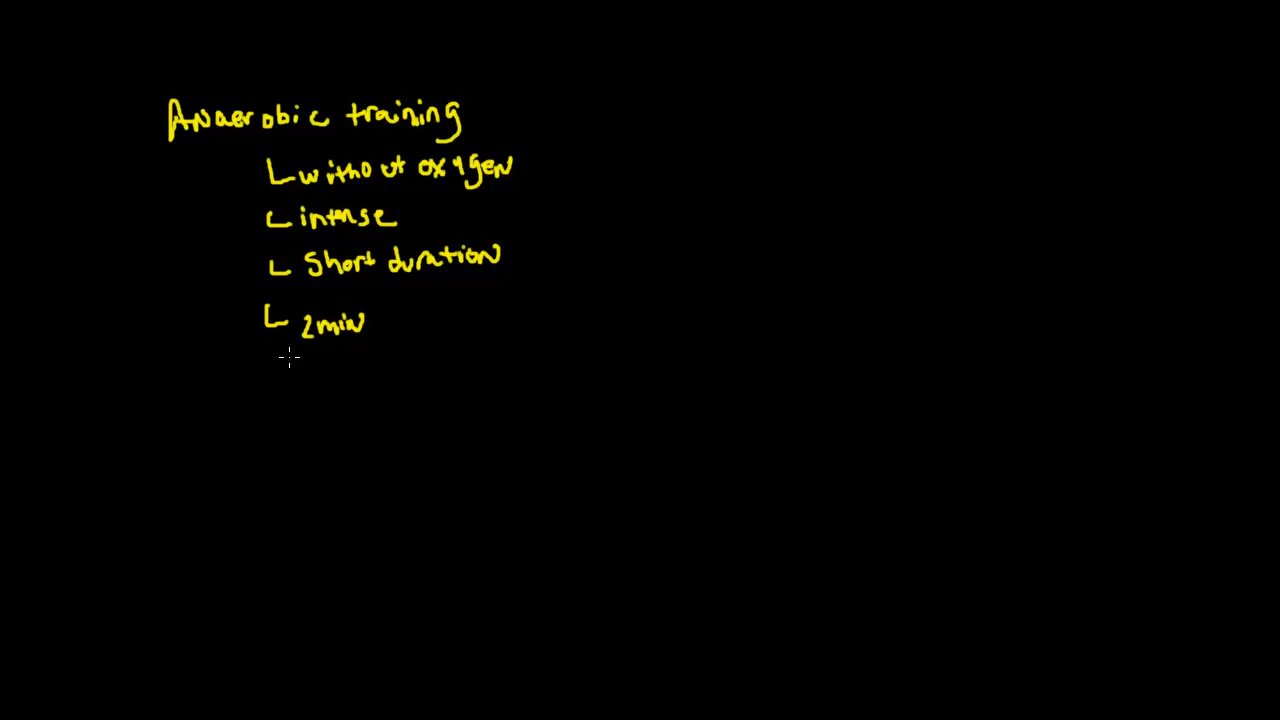 Anaerobic training
without oxygen
intense
Short duration
2min